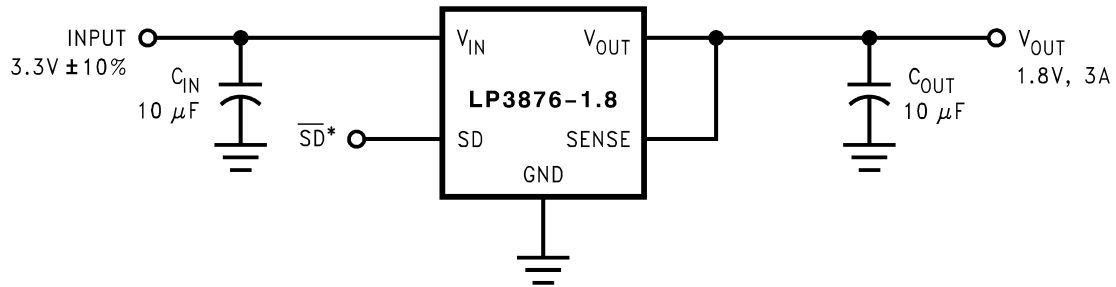 INPUT
3.3V ±10%
C_IN
10 μF
V_IN
V_OUT
LP3876-1.8
S̅D̅*
SD
SENSE
GND
V_OUT
1.8V, 3A
C_OUT
10 μF